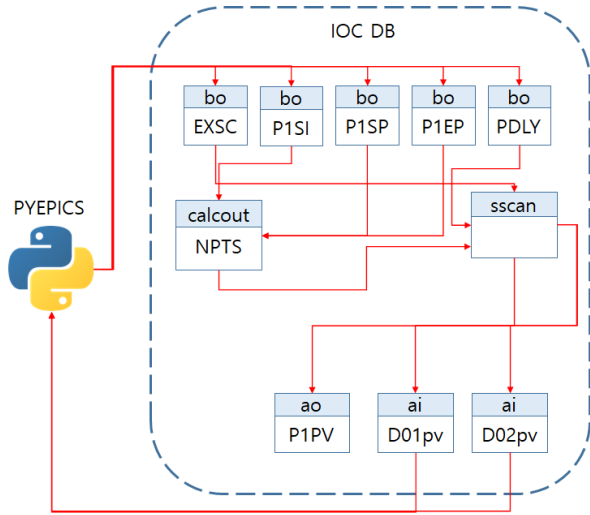 IOC DB
bo
EXSC
bo
P1SI
bo
P1SP
bo
P1EP
bo
PDLY
PYEPICS
calcout
NPTS
sscan
ao
P1PV
ai
D01pv
ai
D02pv